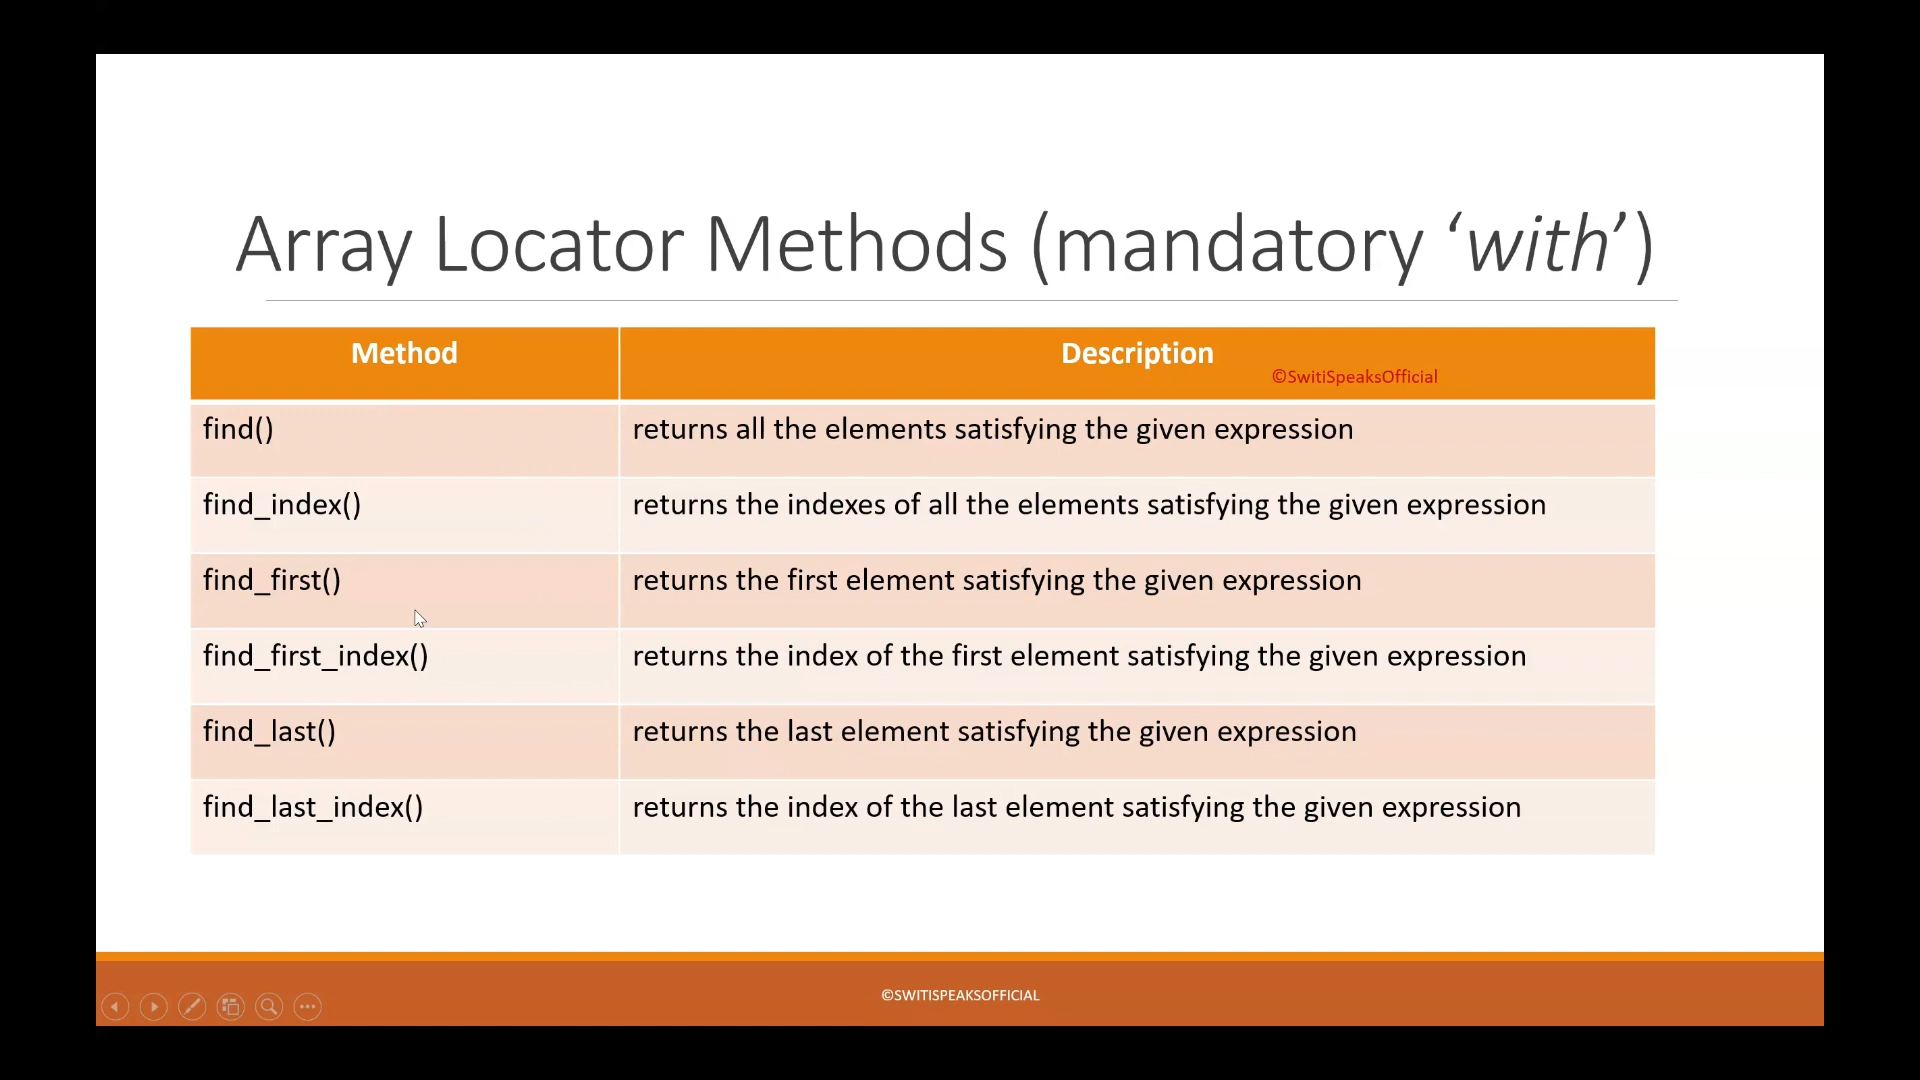 Array Locator Methods (mandatory ‘with’)
Method Description
©SwitiSpeaksOfficial
find() returns all the elements satisfying the given expression
find_index() returns the indexes of all the elements satisfying the given expression
find_first() returns the first element satisfying the given expression
find_first_index() returns the index of the first element satisfying the given expression
find_last() returns the last element satisfying the given expression
find_last_index() returns the index of the last element satisfying the given expression
©SWITISPEAKSOFFICIAL